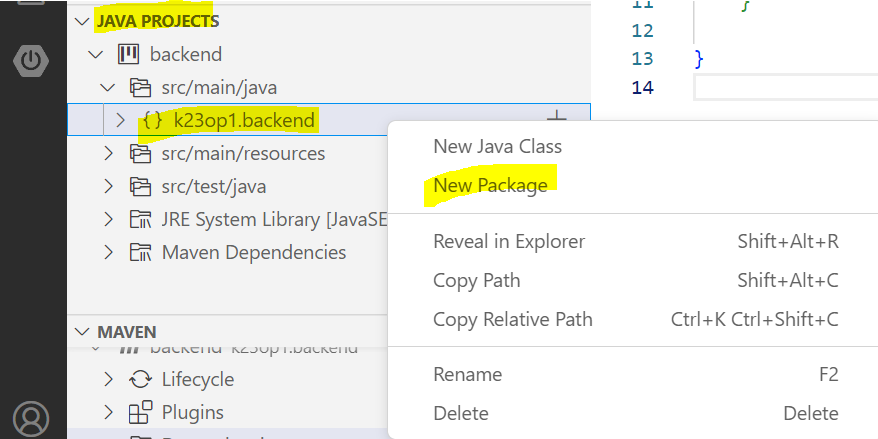 JAVA PROJECTS
backend
src/main/java
{} k23op1.backend
src/main/resources
src/test/java
JRE System Library [JavaSE
Maven Dependencies
MAVEN
backend k23op1.backend
Lifecycle
Plugins
11 }
12
13 }
14
New Java Class
New Package
Reveal in Explorer Shift+Alt+R
Copy Path Shift+Alt+C
Copy Relative Path Ctrl+K Ctrl+Shift+C
Rename F2
Delete Delete